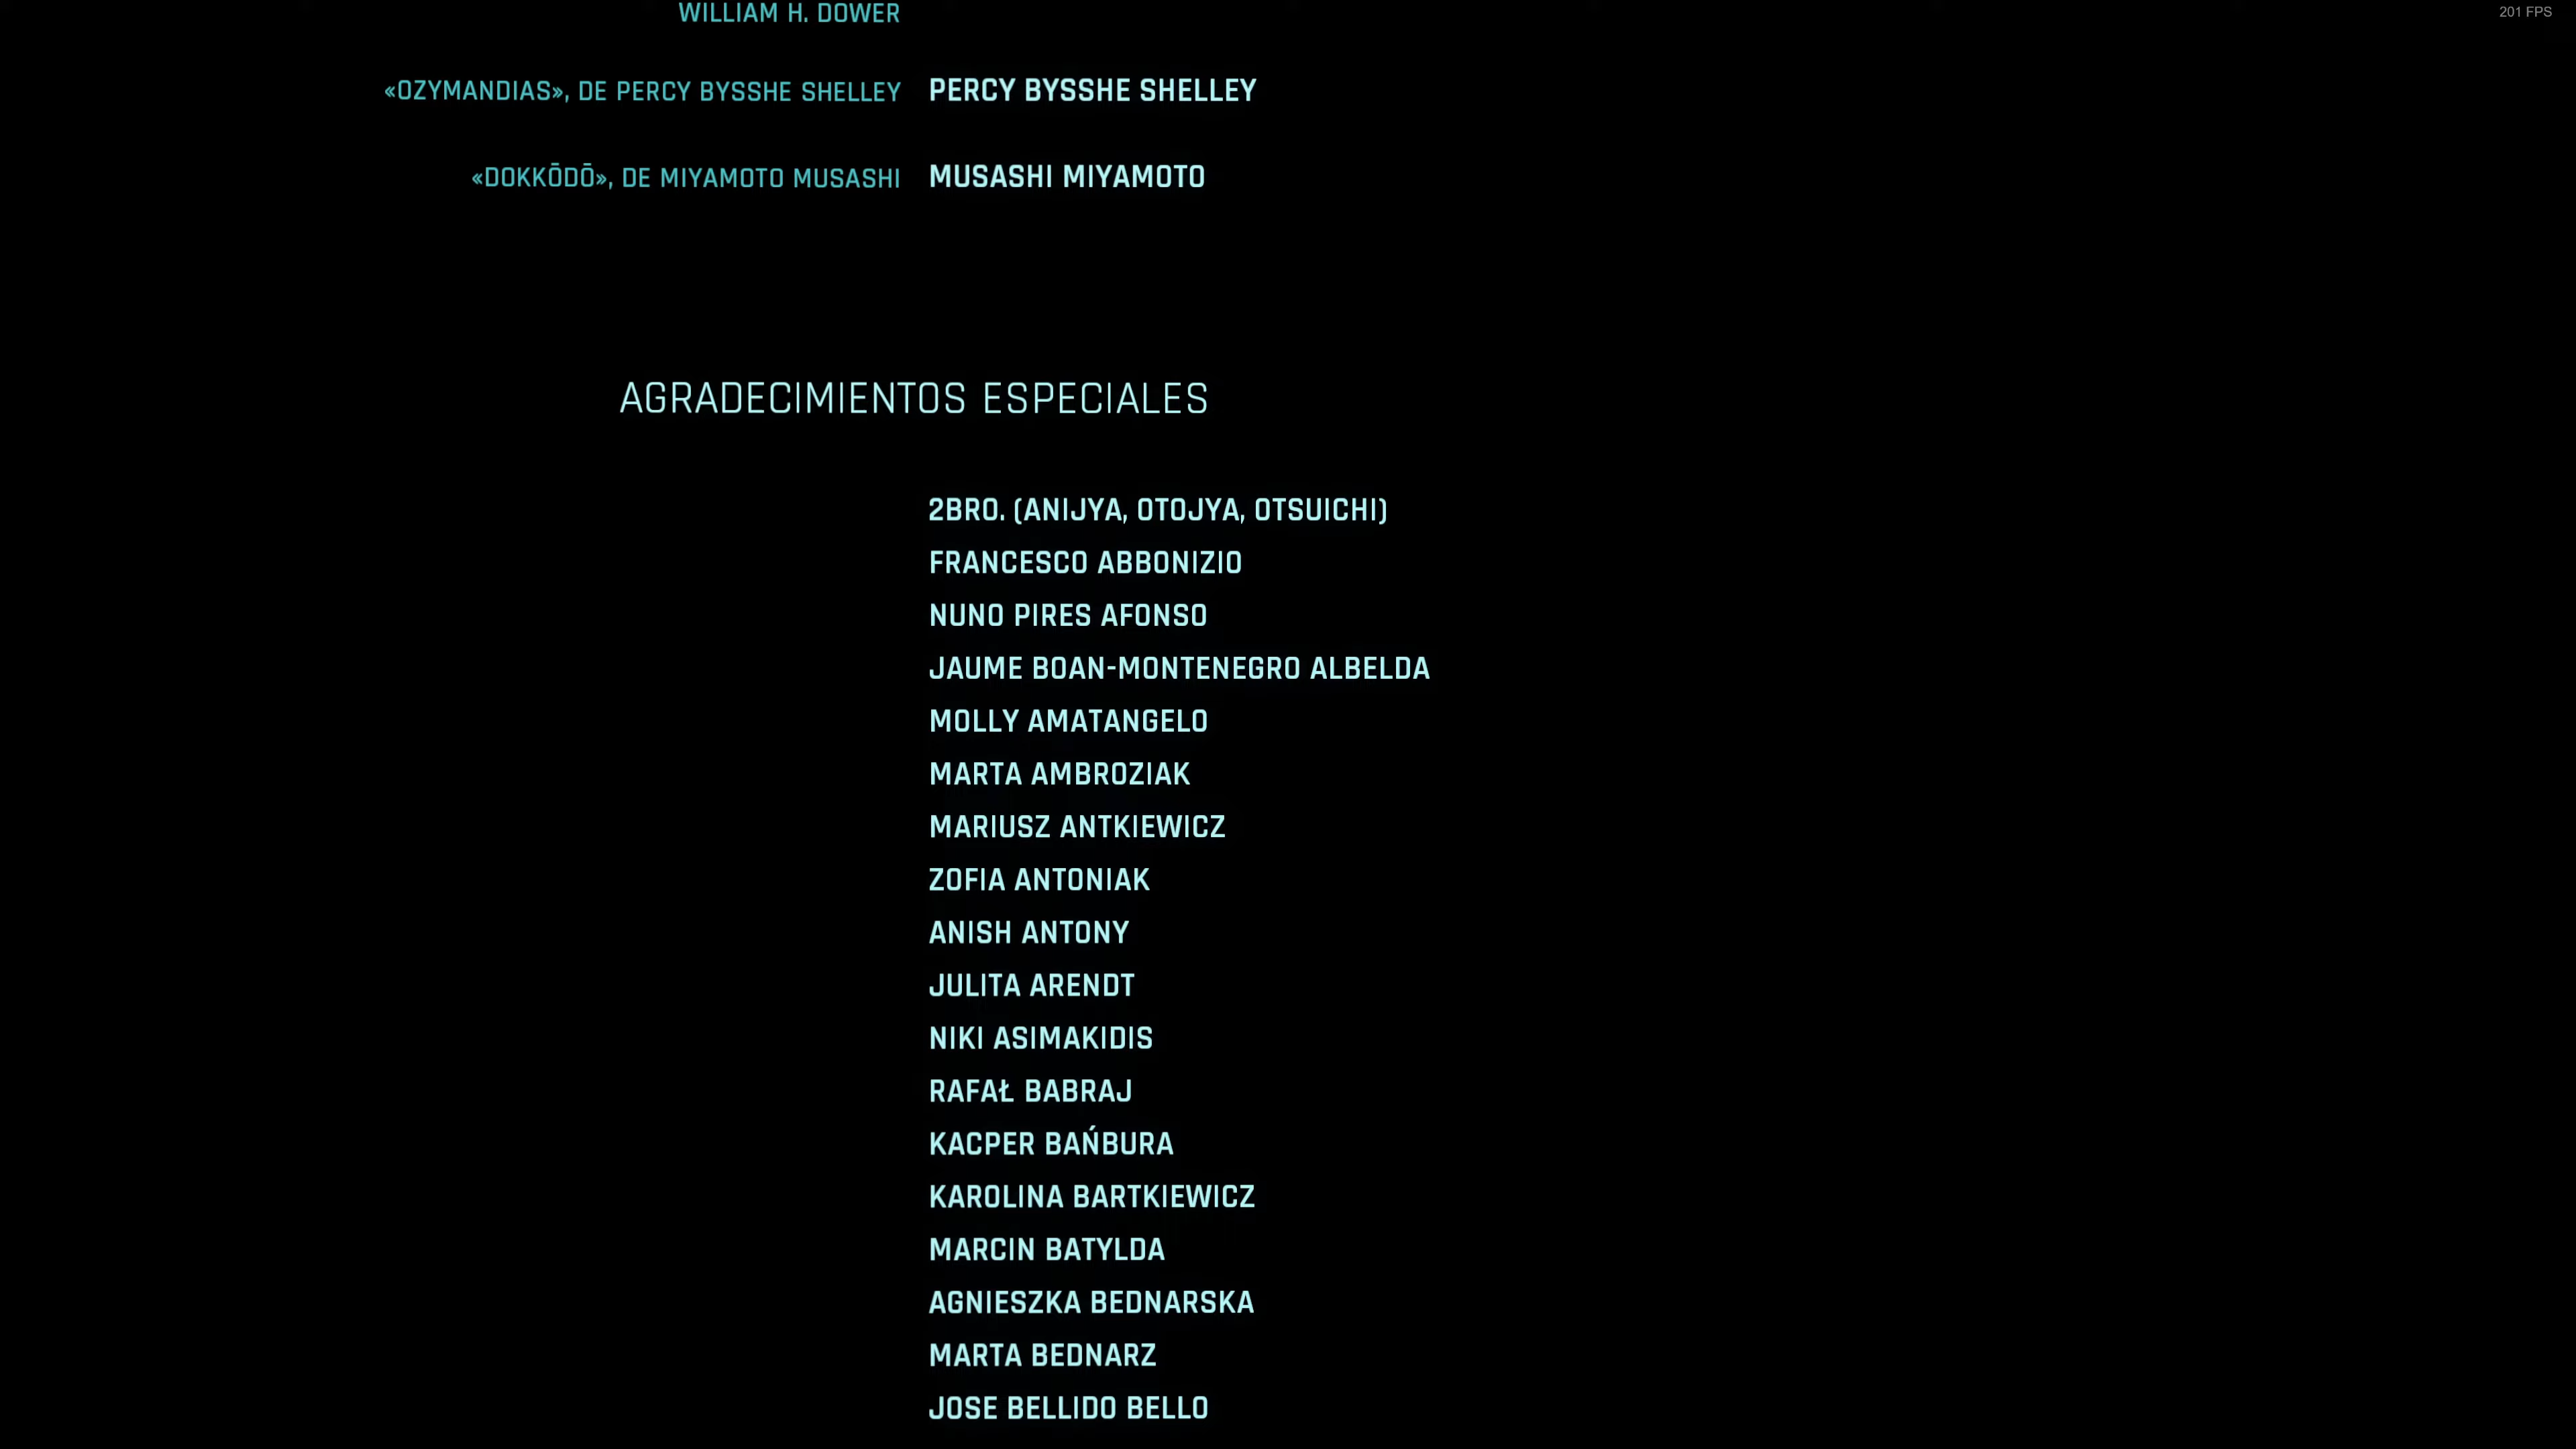 WILLIAM H. DOWER
201 FPS
«OZYMANDIAS», DE PERCY BYSSHE SHELLEY PERCY BYSSHE SHELLEY
«DOKKŌDŌ», DE MIYAMOTO MUSASHI MUSASHI MIYAMOTO
AGRADECIMIENTOS ESPECIALES
2BRO. (ANIJYA, OTOJYA, OTSUICHI)
FRANCESCO ABBONIZIO
NUNO PIRES AFONSO
JAUME BOAN-MONTENEGRO ALBELDA
MOLLY AMATANGELO
MARTA AMBROZIAK
MARIUSZ ANTKIEWICZ
ZOFIA ANTONIAK
ANISH ANTONY
JULITA ARENDT
NIKI ASIMAKIDIS
RAFAŁ BABRAJ
KACPER BAŃBURA
KAROLINA BARTKIEWICZ
MARCIN BATYLDA
AGNIESZKA BEDNARSKA
MARTA BEDNARZ
JOSE BELLIDO BELLO